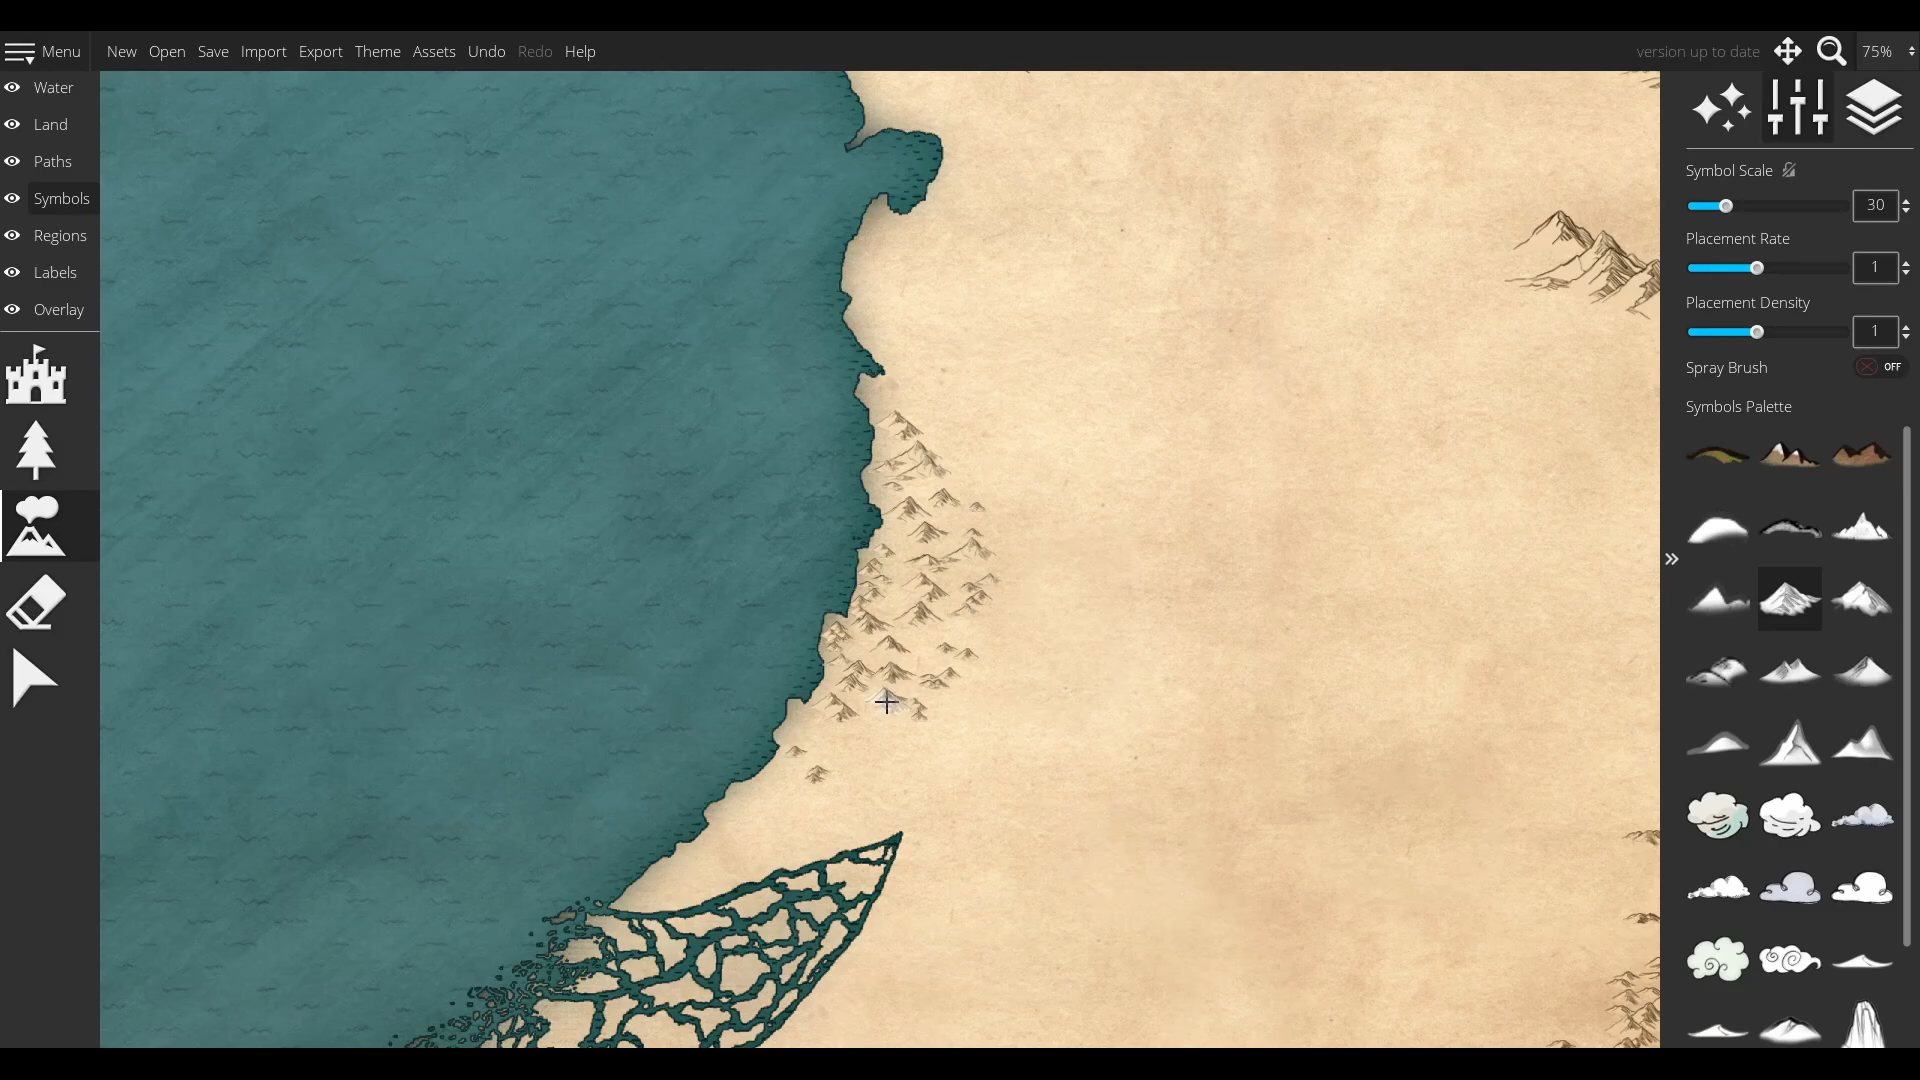 Menu New Open Save Import Export Theme Assets Undo Redo Help version up to date 75%
Water
Land
Paths
Symbols
Regions
Labels
Overlay
Symbol Scale
30
Placement Rate
1
Placement Density
1
Spray Brush OFF
Symbols Palette